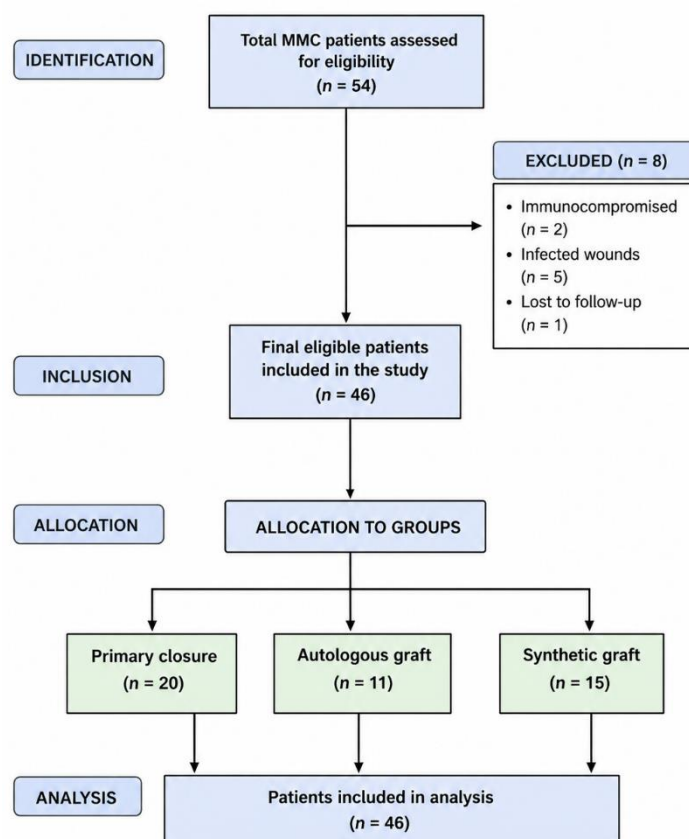 IDENTIFICATION
Total MMC patients assessed
for eligibility
(n = 54)
EXCLUDED (n = 8)
• Immunocompromised
(n = 2)
• Infected wounds
(n = 5)
• Lost to follow-up
(n = 1)
INCLUSION
Final eligible patients
included in the study
(n = 46)
ALLOCATION
ALLOCATION TO GROUPS
Primary closure
(n = 20)
Autologous graft
(n = 11)
Synthetic graft
(n = 15)
ANALYSIS
Patients included in analysis
(n = 46)